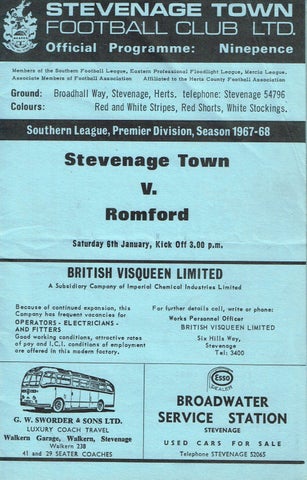 STEVENAGE TOWN
FOOTBALL CLUB LTD.
Official Programme: Ninepence
Members of the Southern Football League, Eastern Professional Floodlight League, Mercia League.
Associate Members of Football Association Affiliated to the Herts County Football Association
Ground: Broadhall Way, Stevenage, Herts. telephone: Stevenage 54796
Colours: Red and White Stripes, Red Shorts, White Stockings.
Southern League, Premier Division, Season 1967-68
Stevenage Town
V.
Romford
Saturday 6th January, Kick Off 3.00 p.m.
BRITISH VISQUEEN LIMITED
A Subsidiary Company of Imperial Chemical Industries Limited
Because of continued expansion, this
Company has frequent vacancies for
OPERATORS - ELECTRICIANS -
AND FITTERS
Good working conditions, attractive rates
of pay and I.C.I. conditions of employment
are offered in this modern factory.
For further details call, write or phone:
Works Personnel Officer
BRITISH VISQUEEN LIMITED
Six Hills Way,
Stevenage
Tel: 3400
G. W. SWORDER & SONS LTD.
LUXURY COACH TRAVEL
Walkern Garage, Walkern, Stevenage
Walkern 238
41 and 29 SEATER COACHES
Esso
DEALER
BROADWATER
SERVICE STATION
STEVENAGE
USED CARS FOR SALE
Telephone STEVENAGE 52065